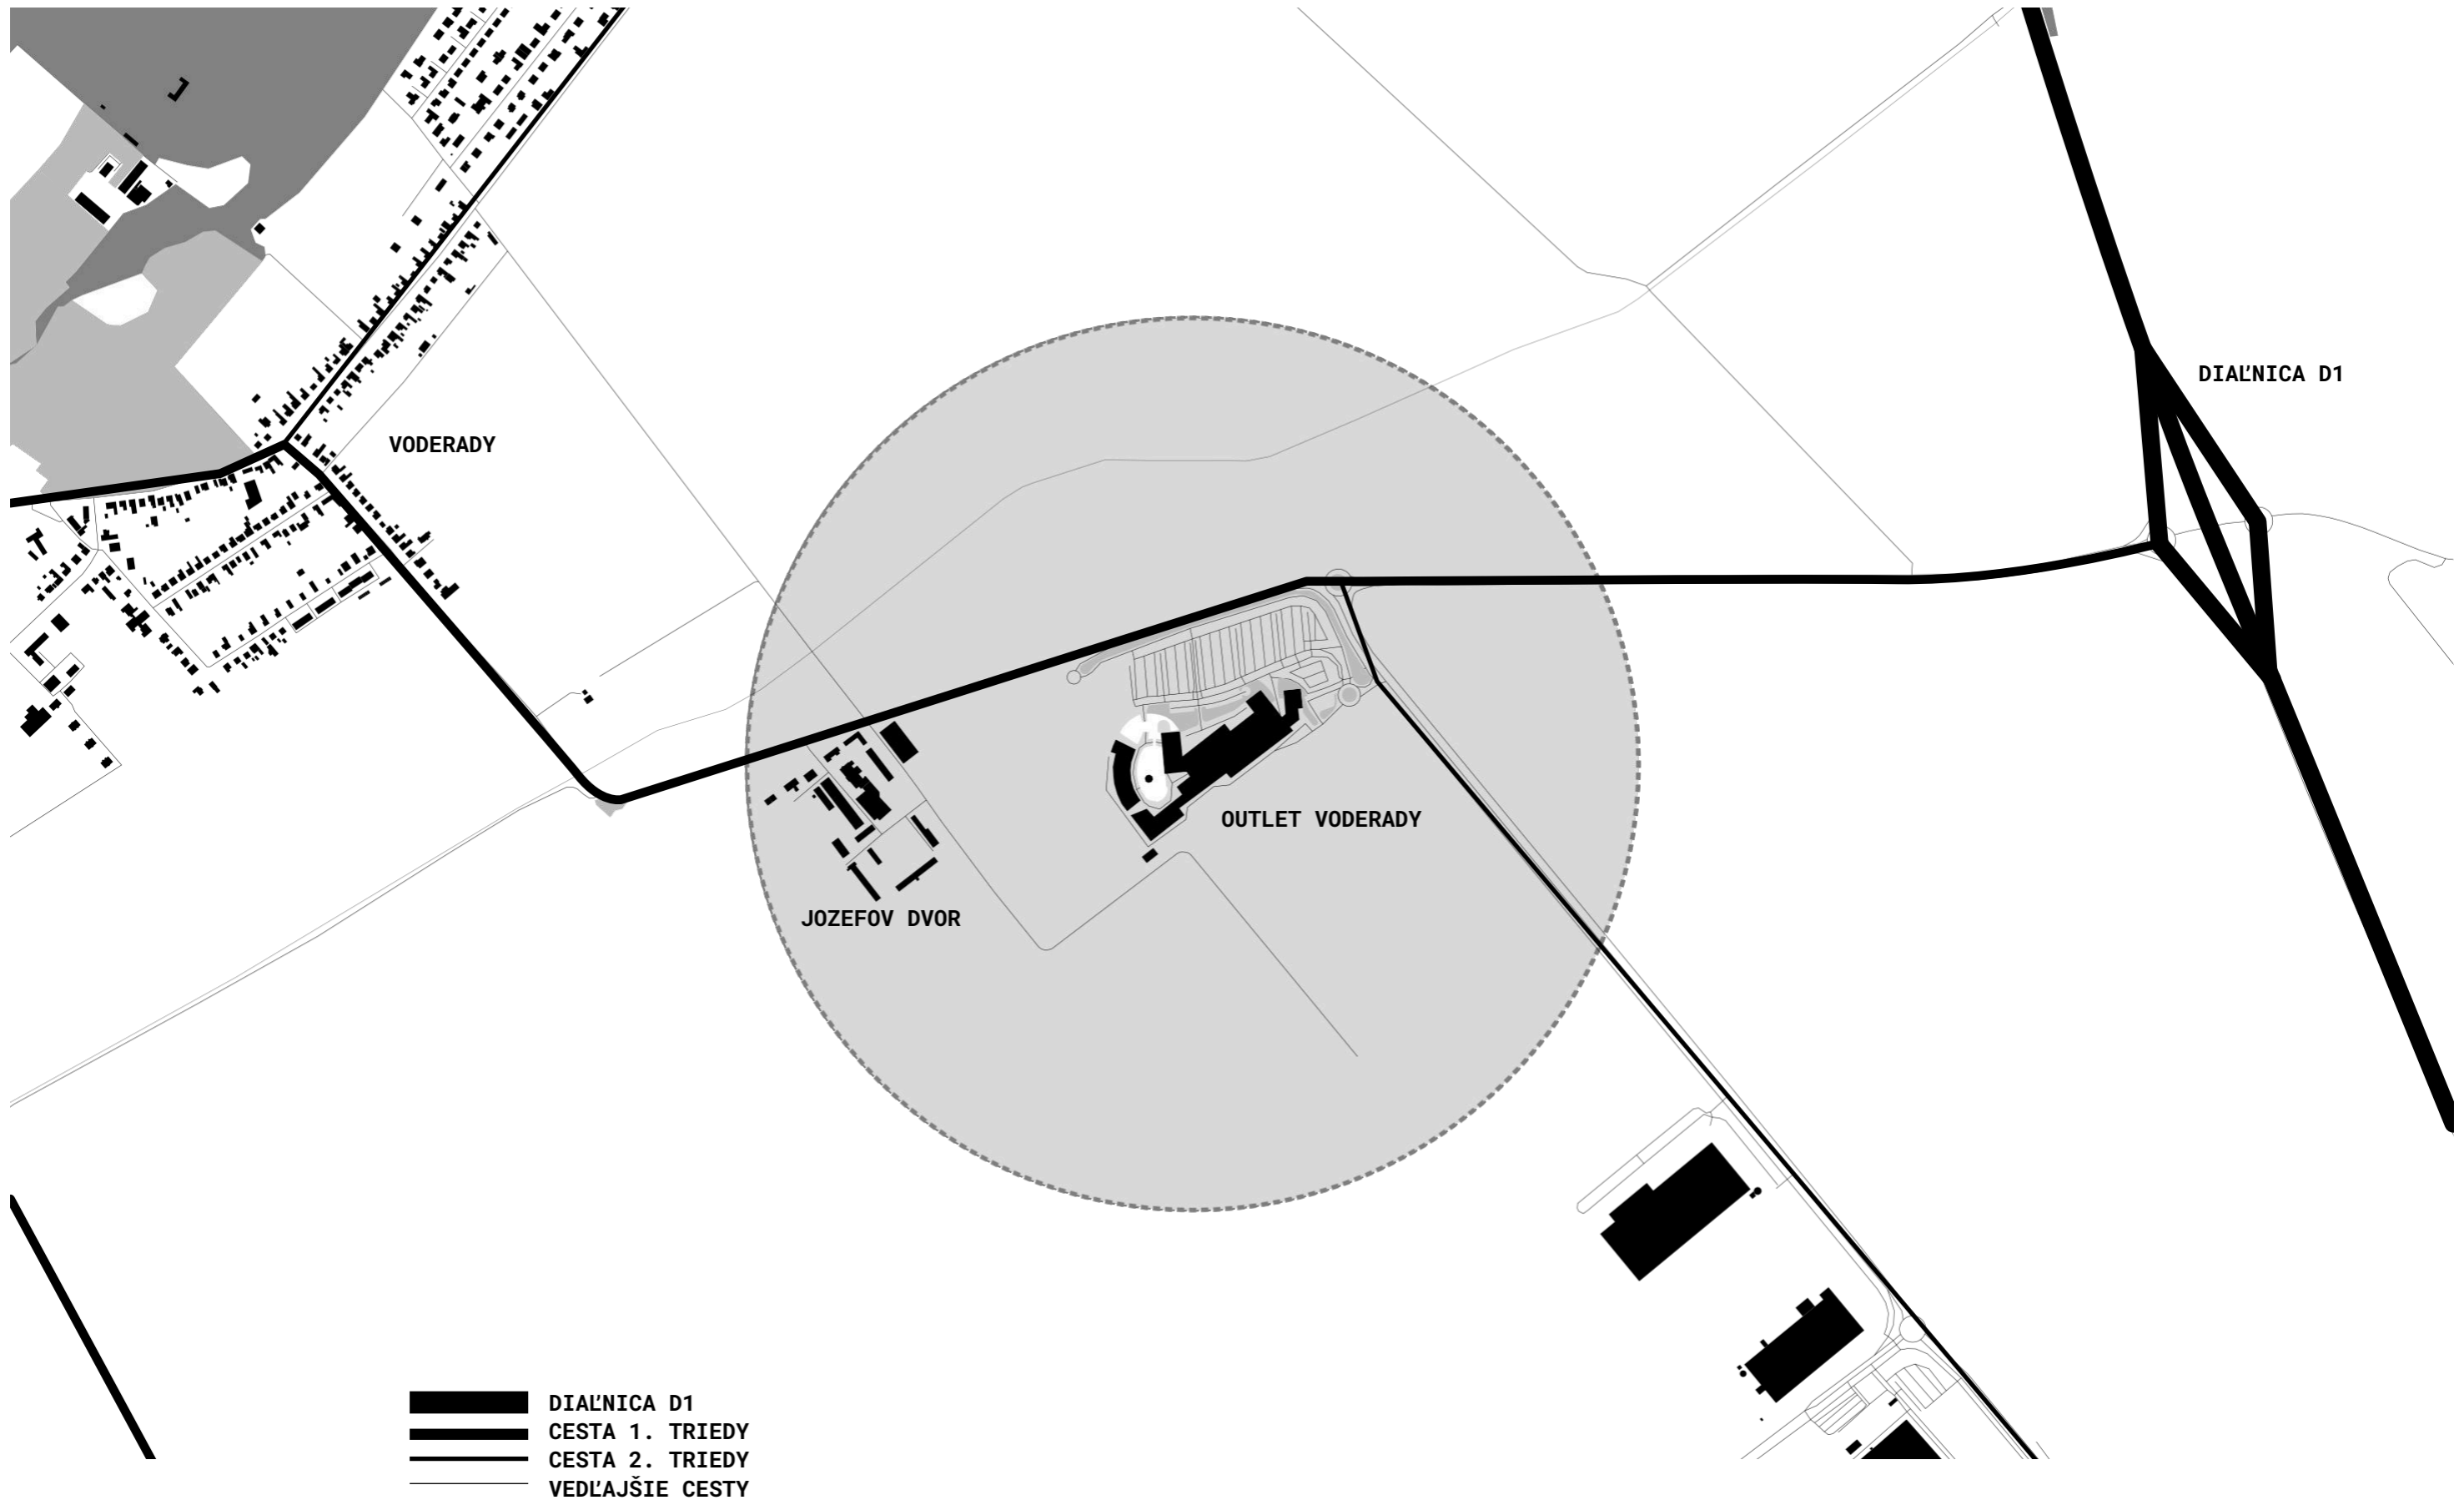 DIAĽNICA D1
VODERADY
OUTLET VODERADY
JOZEFOV DVOR
DIAĽNICA D1
CESTA 1. TRIEDY
CESTA 2. TRIEDY
VEDĽAJŠIE CESTY